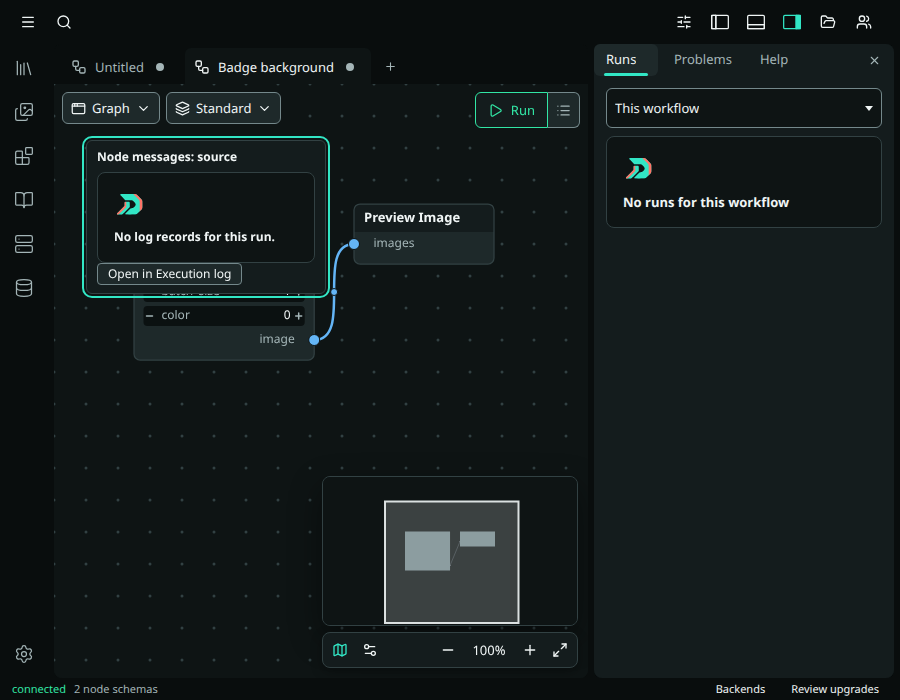 Untitled
Badge background
Runs
Problems
Help
Graph
Standard
Run
This workflow
Node messages: source
No log records for this run.
Open in Execution log
No runs for this workflow
Preview Image
images
color
0
image
100%
connected
2 node schemas
Backends
Review upgrades